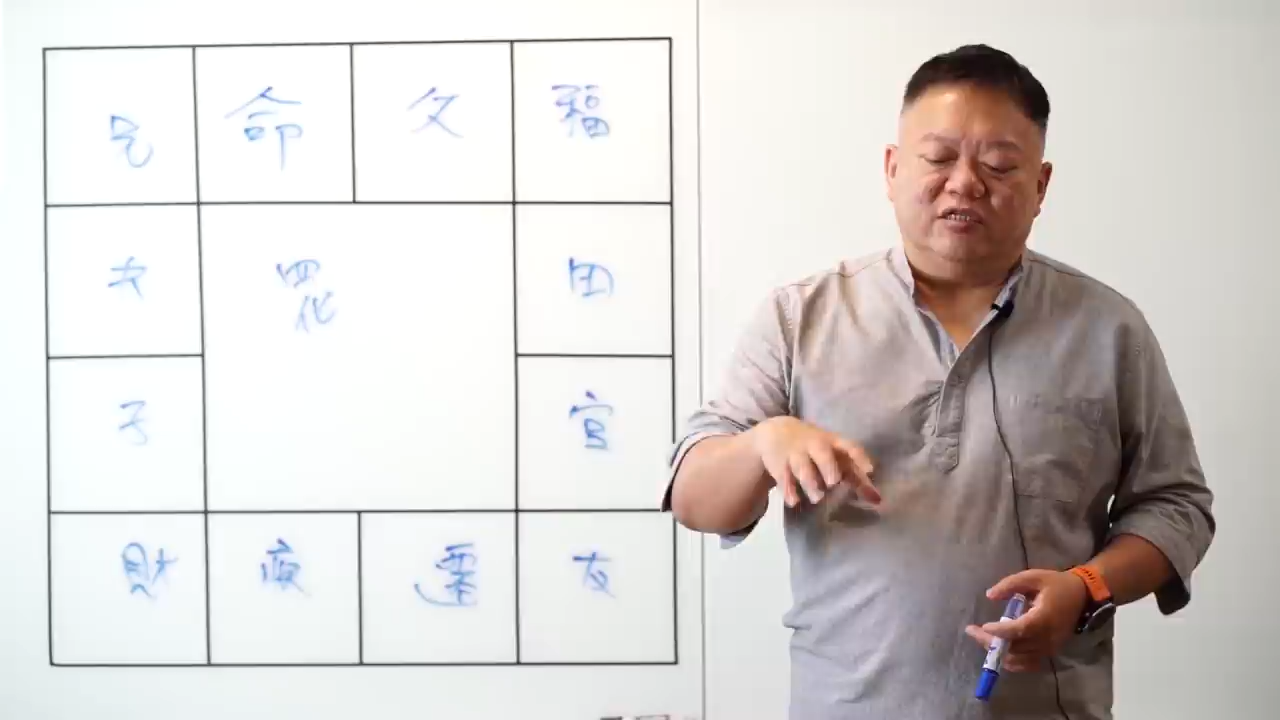 兄 命 父 福
夫 四化 田
子 官
財 疾 遷 友